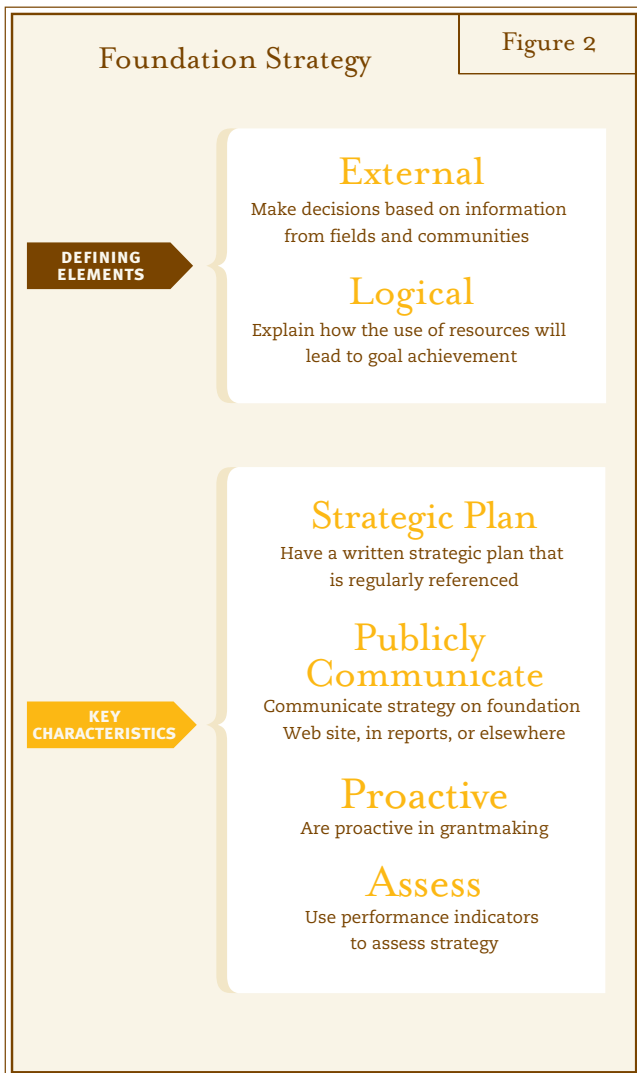 Foundation Strategy
Figure 2
DEFINING
ELEMENTS
External
Make decisions based on information
from fields and communities
Logical
Explain how the use of resources will
lead to goal achievement
KEY
CHARACTERISTICS
Strategic Plan
Have a written strategic plan that
is regularly referenced
Publicly
Communicate
Communicate strategy on foundation
Web site, in reports, or elsewhere
Proactive
Are proactive in grantmaking
Assess
Use performance indicators
to assess strategy